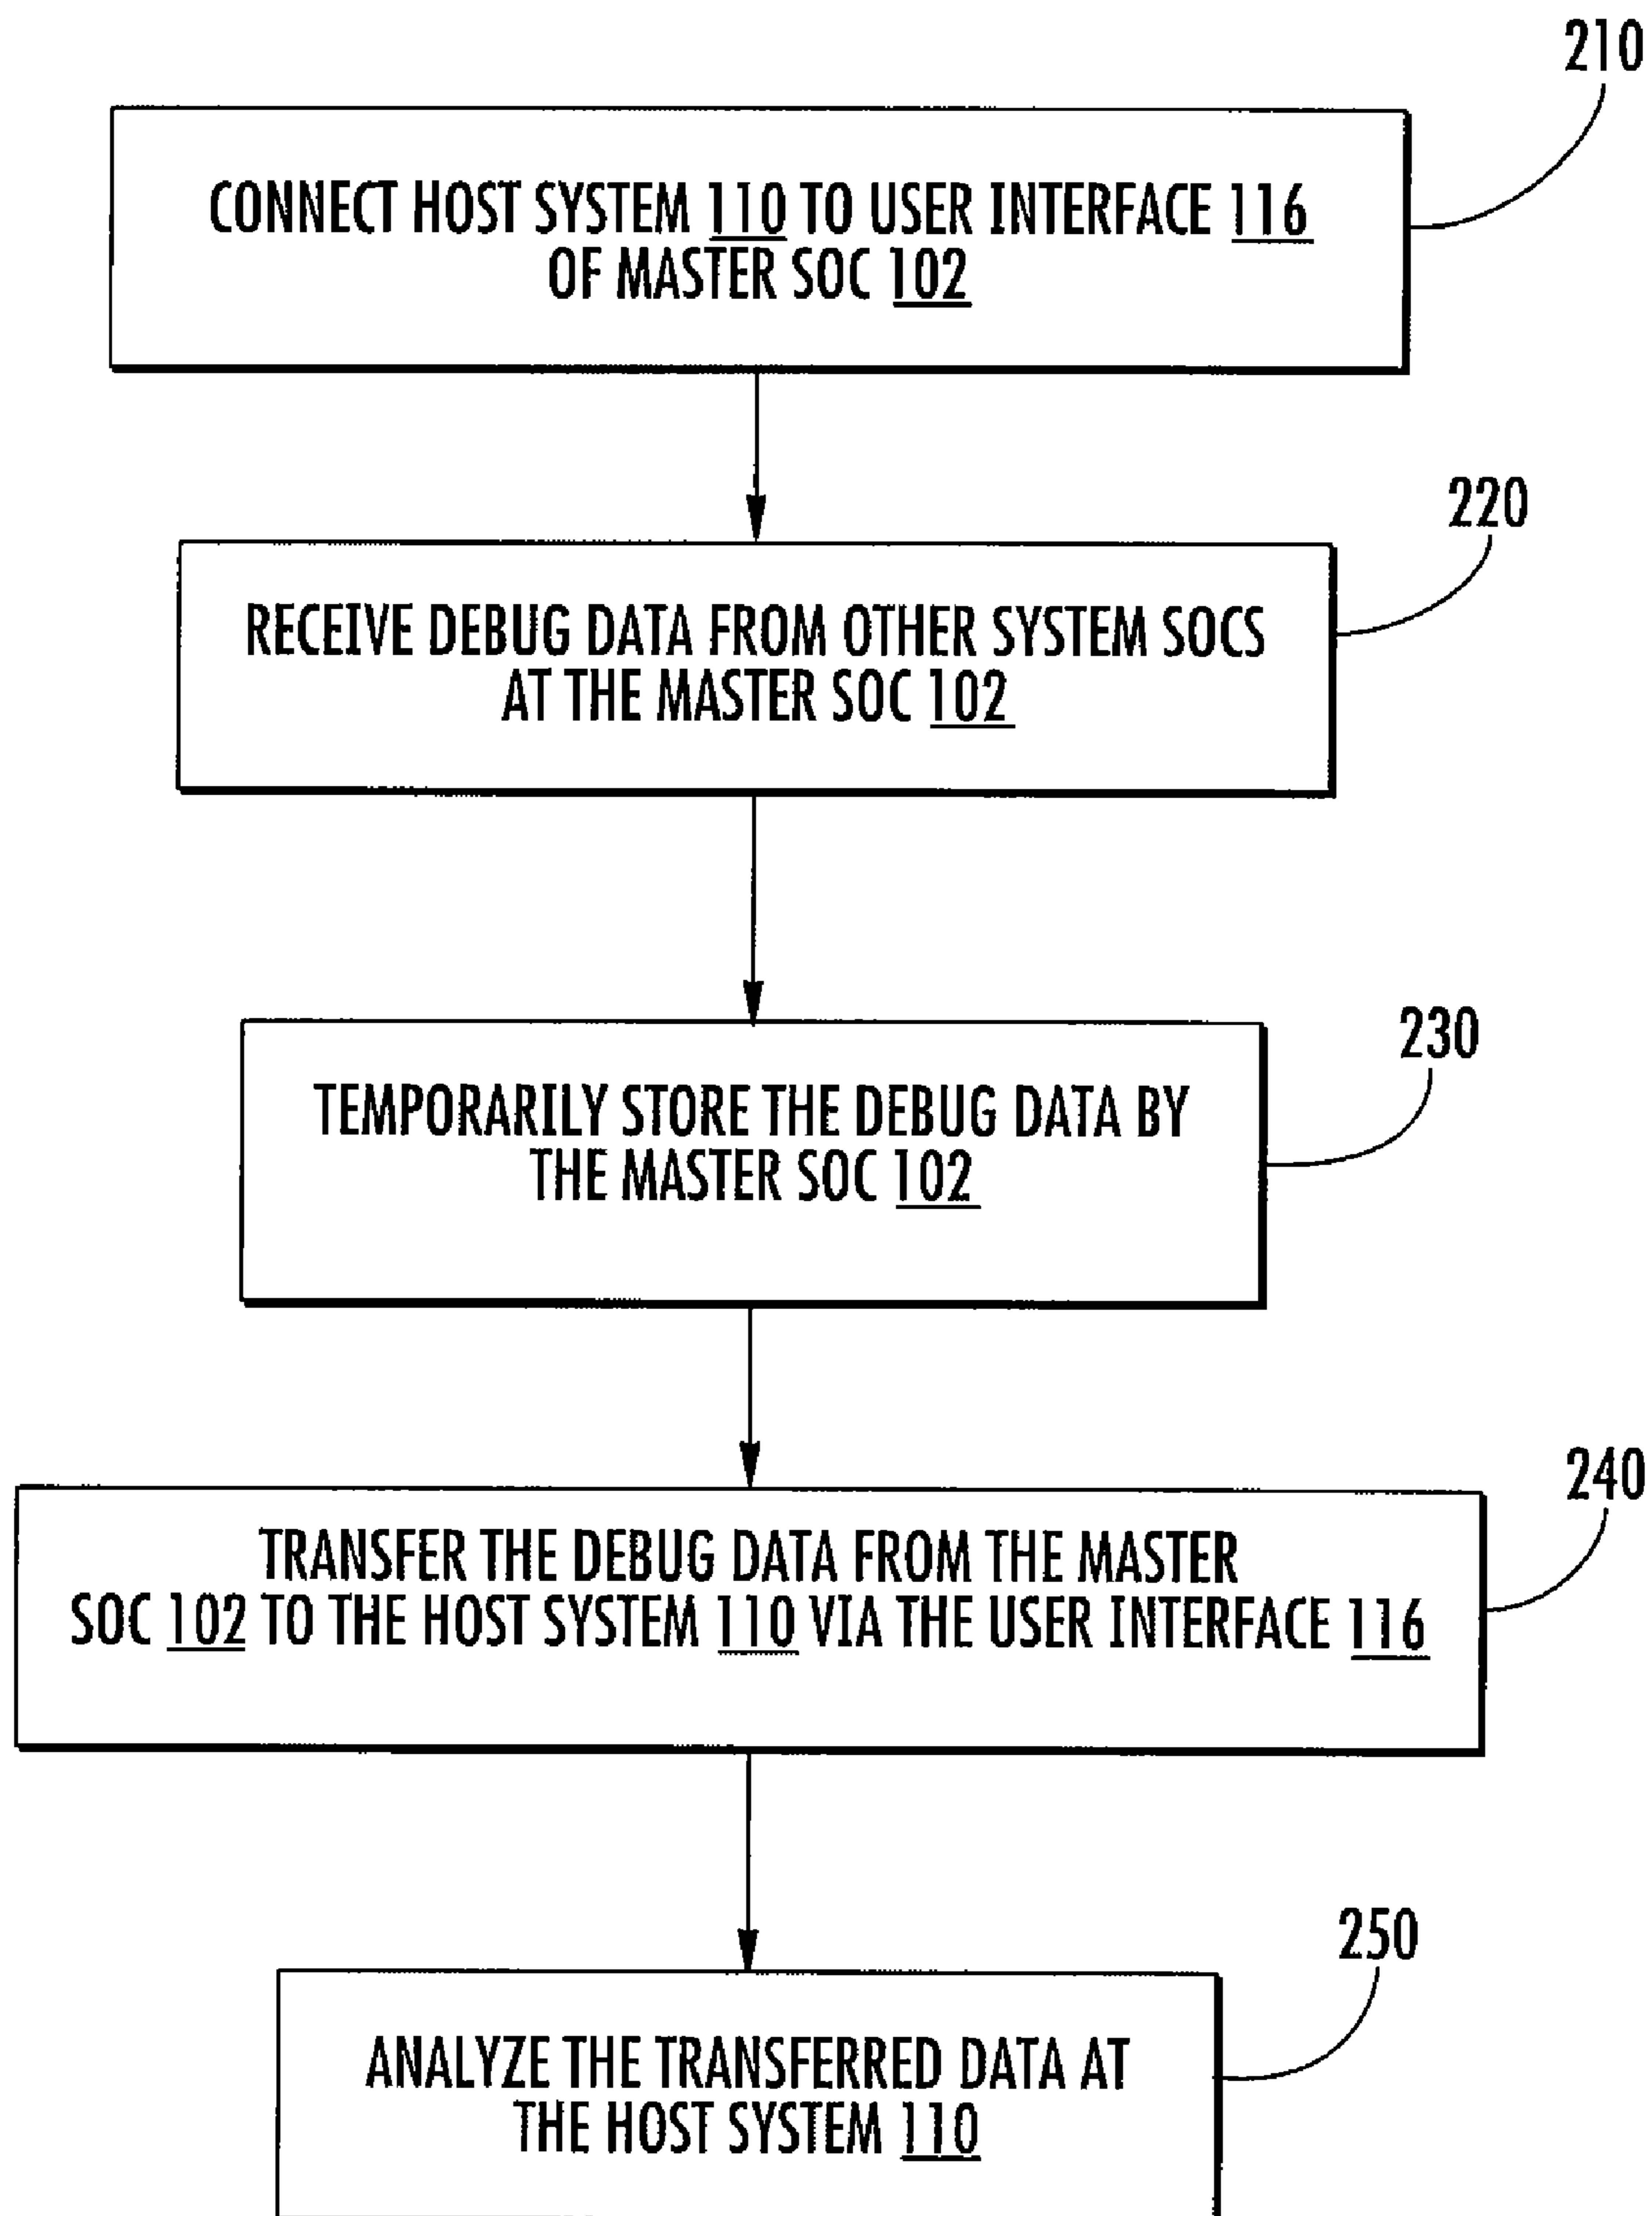 210
CONNECT HOST SYSTEM 110 TO USER INTERFACE 116
OF MASTER SOC 102
220
RECEIVE DEBUG DATA FROM OTHER SYSTEM SOCS
AT THE MASTER SOC 102
230
TEMPORARILY STORE THE DEBUG DATA BY
THE MASTER SOC 102
240
TRANSFER THE DEBUG DATA FROM THE MASTER
SOC 102 TO THE HOST SYSTEM 110 VIA THE USER INTERFACE 116
250
ANALYZE THE TRANSFERRED DATA AT
THE HOST SYSTEM 110